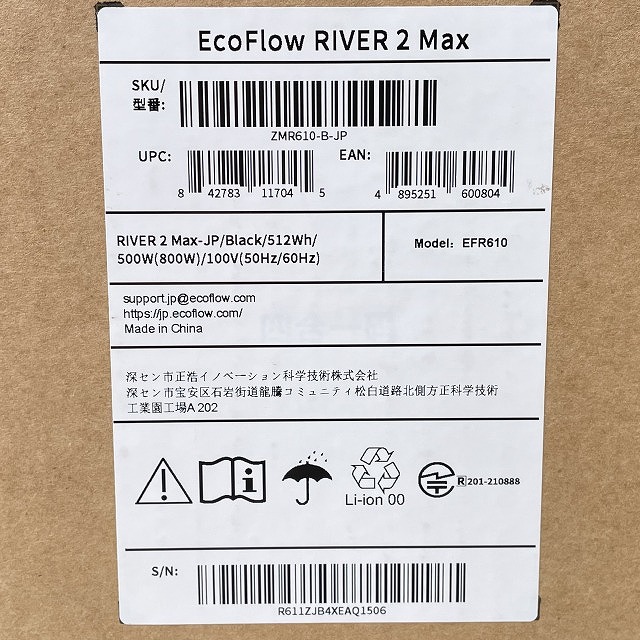 EcoFlow RIVER 2 Max
SKU/
型番:
ZMR610-B-JP
UPC: EAN:
8 42783 11704 5 4 895251 600804
RIVER 2 Max-JP/Black/512Wh/
500W(800W)/100V(50Hz/60Hz)
Model: EFR610
support.jp@ecoflow.com
https://jp.ecoflow.com/
Made in China
深セン市正浩イノベーション科学技術株式会社
深セン市宝安区石岩街道龍騰コミュニティ松白道路北側方正科学技術
工業園工場A 202
Li-ion 00
R 201-210888
S/N:
R611ZJB4XEAQ1506